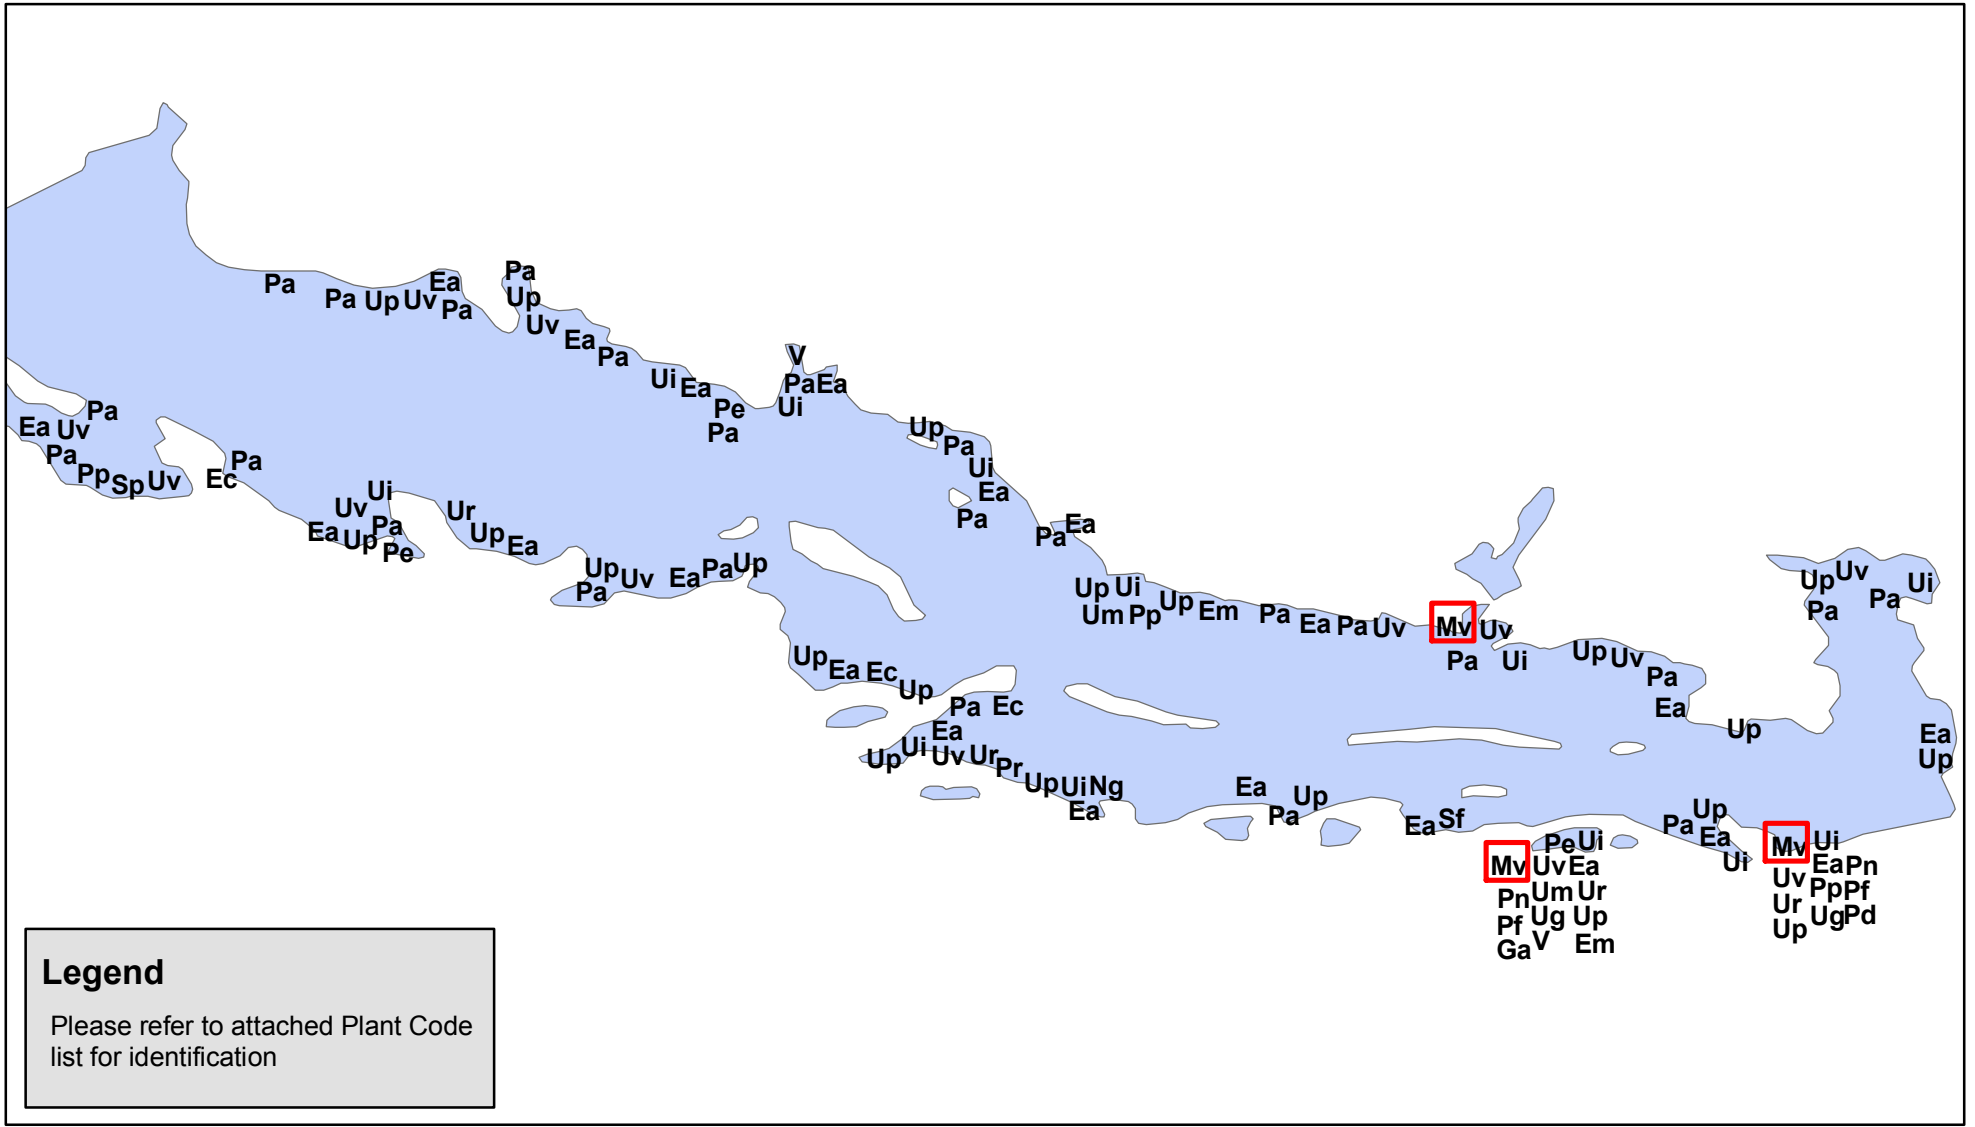 Pa
Pa Up Uv Ea
Pa
Pa
Up
Uv
Ea
Pa
Ui Ea
Pe
Pa
V
Pa Ea
Ui
Up
Pa
Ui
Ea
Pa
Pa Ea
Pa
Ea Uv
Pa
Pp Sp Uv
Pa
Ec
Ui
Uv
Pa
Ea Up
Pe
Ur
Up Ea
Up Uv Ea Pa Up
Pa
Up Ui
Um Pp Up Em
Pa Ea Pa Uv
Mv Uv
Pa Ui
Up Uv
Pa
Ea
Up
Up Uv
Pa
Pa Ui
Ea
Up
Up Ea Ec
Up
Pa Ec
Ea
Up Ui Uv Ur
Pr
Up Ui Ng
Ea
Ea
Pa Up
Ea Sf
Pe Ui
Mv Uv Ea
Pn Um Ur
Pf Ug Up
Ga V Em
Up
Pa Ea
Ui
Mv Ui
Ea Pn
Uv Pp Pf
Ur Ug Pd
Up
Legend
Please refer to attached Plant Code
list for identification